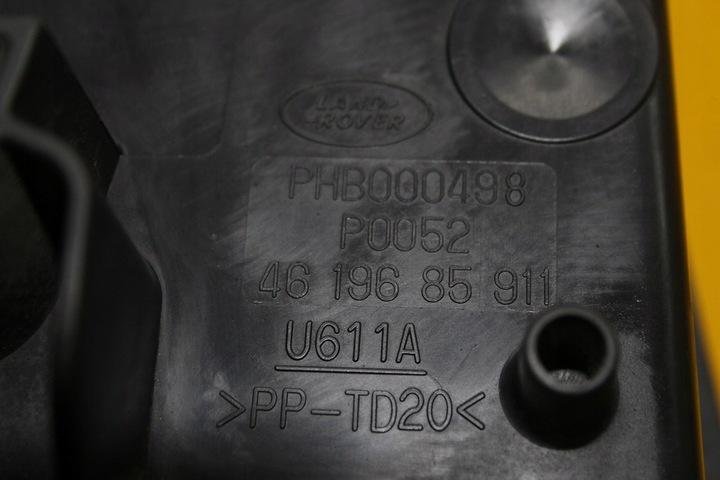 LAND
ROVER
PHB000498
P0052
46 196 85 911
U611A
>PP-TD20<